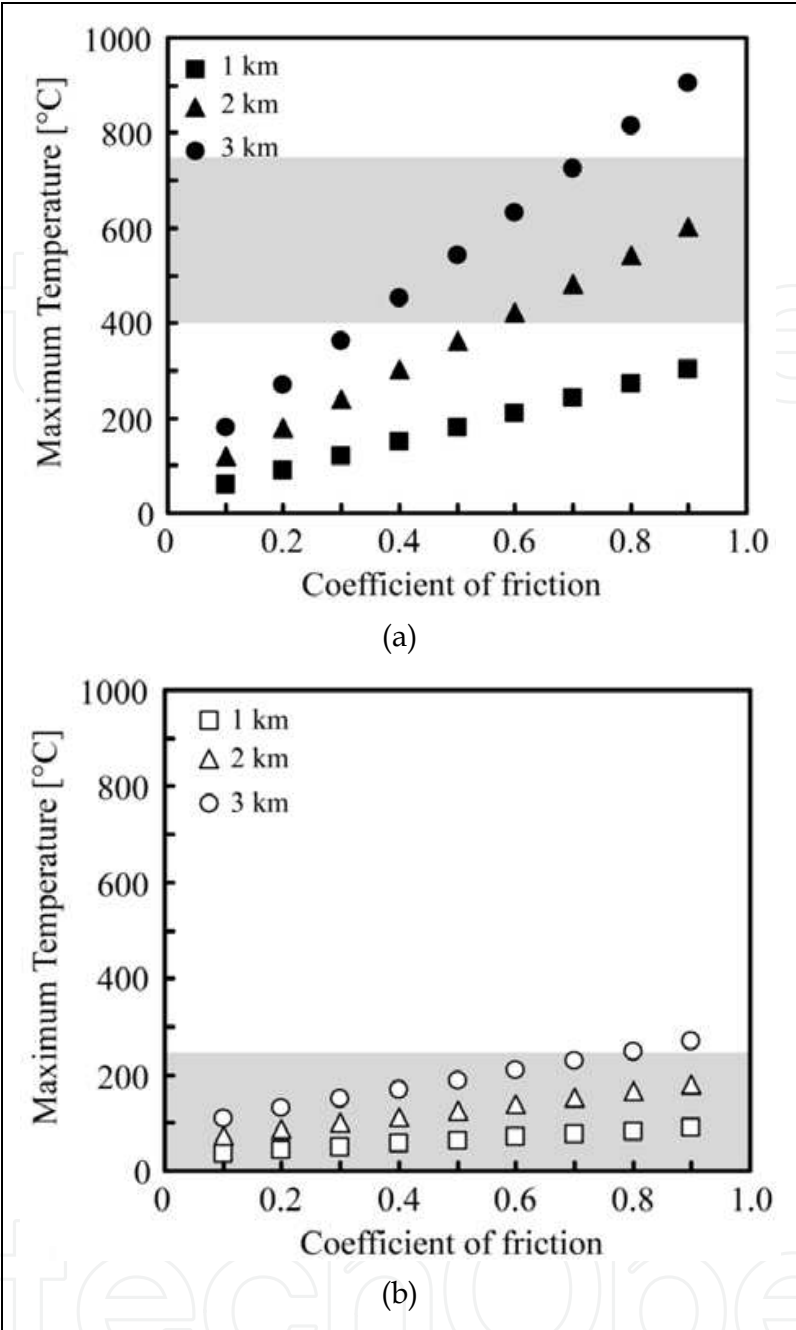 1000
800
600
400
200
0
Maximum Temperature [°C]
1 km
2 km
3 km
0 0.2 0.4 0.6 0.8 1.0
Coefficient of friction
(a)
1000
800
600
400
200
0
Maximum Temperature [°C]
1 km
2 km
3 km
0 0.2 0.4 0.6 0.8 1.0
Coefficient of friction
(b)